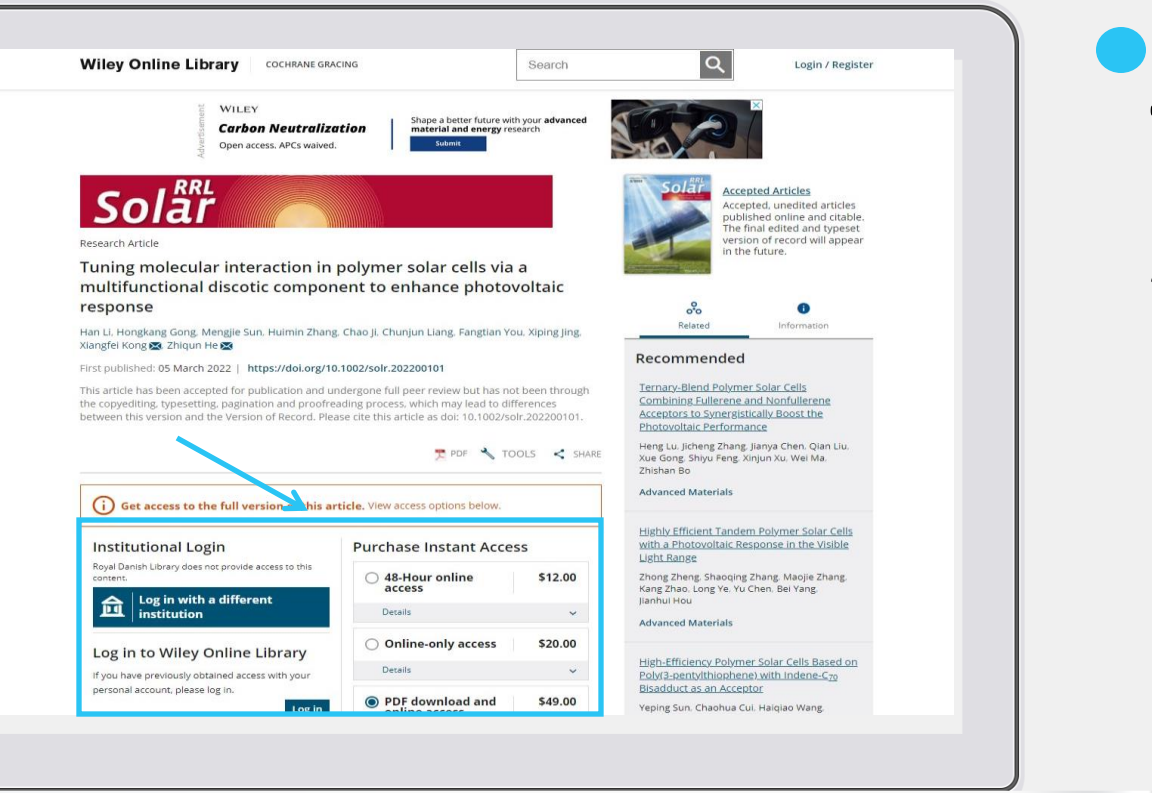 Wiley Online Library
COCHRANE GRACING
Search
Login / Register
Advertisement
WILEY
Carbon Neutralization
Open access. APCs waived.
Shape a better future with your advanced
material and energy research
Submit
Solar RRL
Research Article
Tuning molecular interaction in polymer solar cells via a
multifunctional discotic component to enhance photovoltaic
response
Han Li, Hongkang Gong, Mengjie Sun, Huimin Zhang, Chao Ji, Chunjun Liang, Fangtian You, Xiping Jing,
Xiangfei Kong, Zhiqun He
First published: 05 March 2022 | https://doi.org/10.1002/solr.202200101
This article has been accepted for publication and undergone full peer review but has not been through
the copyediting, typesetting, pagination and proofreading process, which may lead to differences
between this version and the Version of Record. Please cite this article as doi: 10.1002/solr.202200101.
PDF TOOLS SHARE
Get access to the full version this article. View access options below.
Institutional Login
Royal Danish Library does not provide access to this
content.
Log in with a different
institution
Log in to Wiley Online Library
If you have previously obtained access with your
personal account, please log in.
Log in
Purchase Instant Access
48-Hour online
access
$12.00
Details
Online-only access
$20.00
Details
PDF download and
online access
$49.00
Solar RRL
Accepted Articles
Accepted, unedited articles
published online and citable.
The final edited and typeset
version of record will appear
in the future.
Related
Information
Recommended
Ternary-Blend Polymer Solar Cells
Combining Fullerene and Nonfullerene
Acceptors to Synergistically Boost the
Photovoltaic Performance
Heng Lu, Jicheng Zhang, Jianya Chen, Qian Liu,
Xue Gong, Shiyu Feng, Xinjun Xu, Wei Ma,
Zhishan Bo
Advanced Materials
Highly Efficient Tandem Polymer Solar Cells
with a Photovoltaic Response in the Visible
Light Range
Zhong Zheng, Shaoqing Zhang, Maojie Zhang,
Kang Zhao, Long Ye, Yu Chen, Bei Yang,
Jianhui Hou
Advanced Materials
High-Efficiency Polymer Solar Cells Based on
Poly(3-pentylthiophene) with Indene-C70
Bisadduct as an Acceptor
Yeping Sun, Chaohua Cui, Haiqiao Wang,